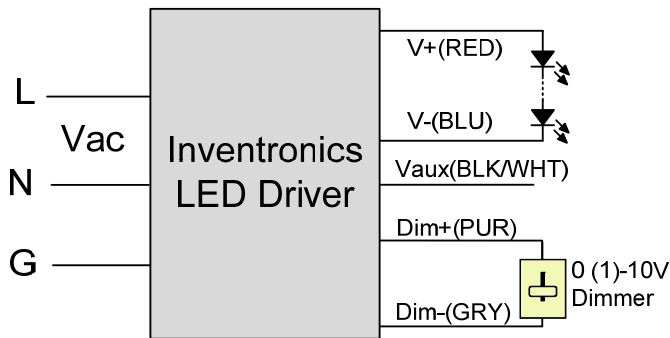 L
Vac
N
G
Inventronics
LED Driver
V+(RED)
V-(BLU)
Vaux(BLK/WHT)
Dim+(PUR)
Dim-(GRY)
0 (1)-10V
Dimmer